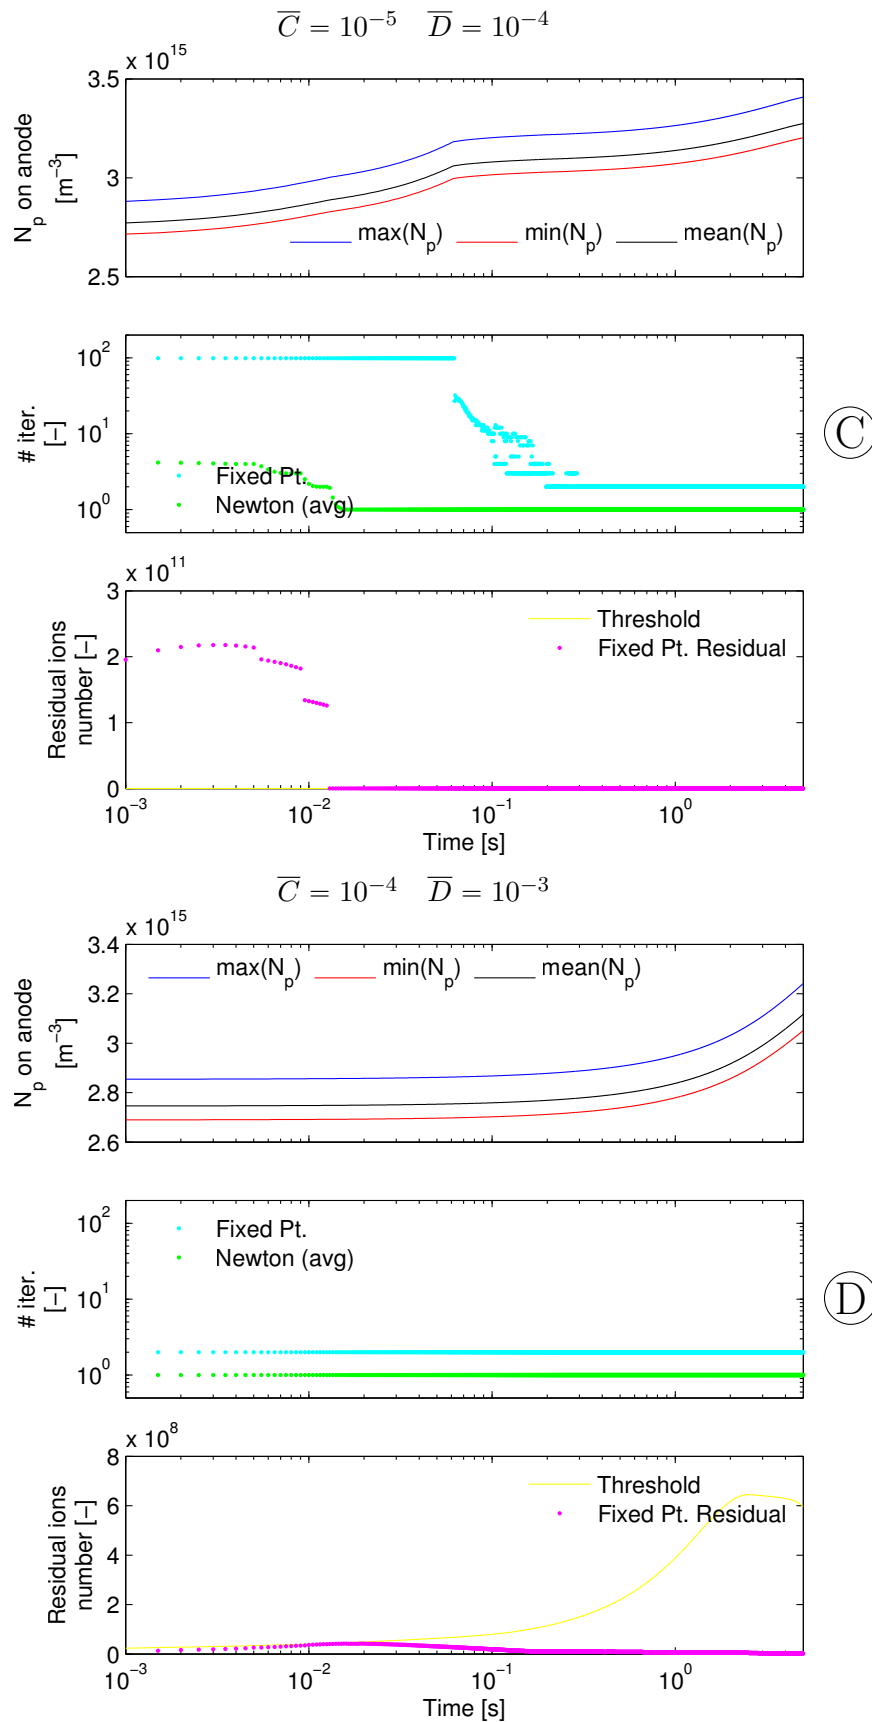 C̅ = 10⁻⁵ D̅ = 10⁻⁴
x 10¹⁵
3.5
3
2.5
N_p on anode
[m⁻³]
max(N_p) min(N_p) mean(N_p)
10²
10¹
10⁰
# iter.
[−]
Fixed Pt.
Newton (avg)
C
x 10¹¹
3
2
1
0
Residual ions
number [−]
Threshold
Fixed Pt. Residual
10⁻³ 10⁻² 10⁻¹ 10⁰
Time [s]
C̅ = 10⁻⁴ D̅ = 10⁻³
x 10¹⁵
3.4
3.2
3
2.8
2.6
N_p on anode
[m⁻³]
max(N_p) min(N_p) mean(N_p)
10²
10¹
10⁰
# iter.
[−]
Fixed Pt.
Newton (avg)
D
x 10⁸
8
6
4
2
0
Residual ions
number [−]
Threshold
Fixed Pt. Residual
10⁻³ 10⁻² 10⁻¹ 10⁰
Time [s]